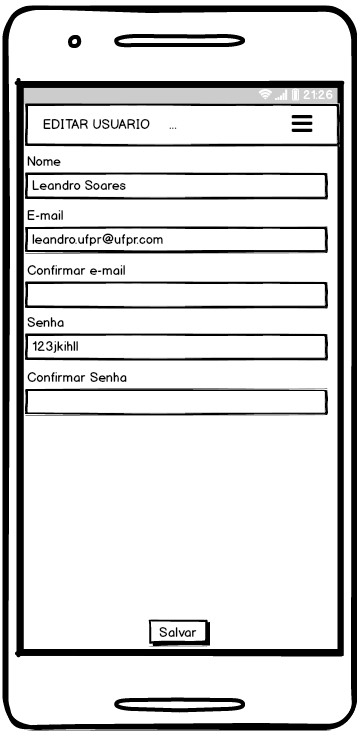 21:26
EDITAR USUARIO ...
Nome
Leandro Soares
E-mail
leandro.ufpr@ufpr.com
Confirmar e-mail
Senha
123jkihll
Confirmar Senha
Salvar